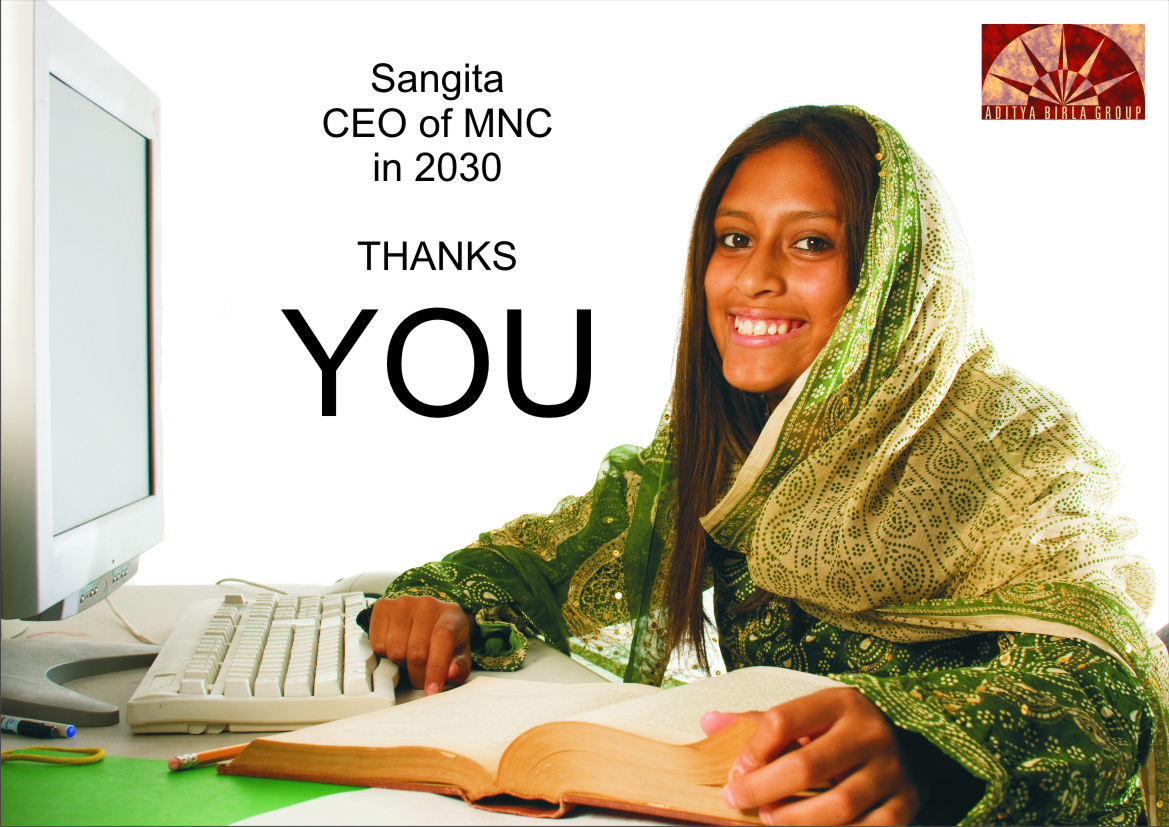 Sangita
CEO of MNC
in 2030
THANKS
YOU
ADITYA BIRLA GROUP